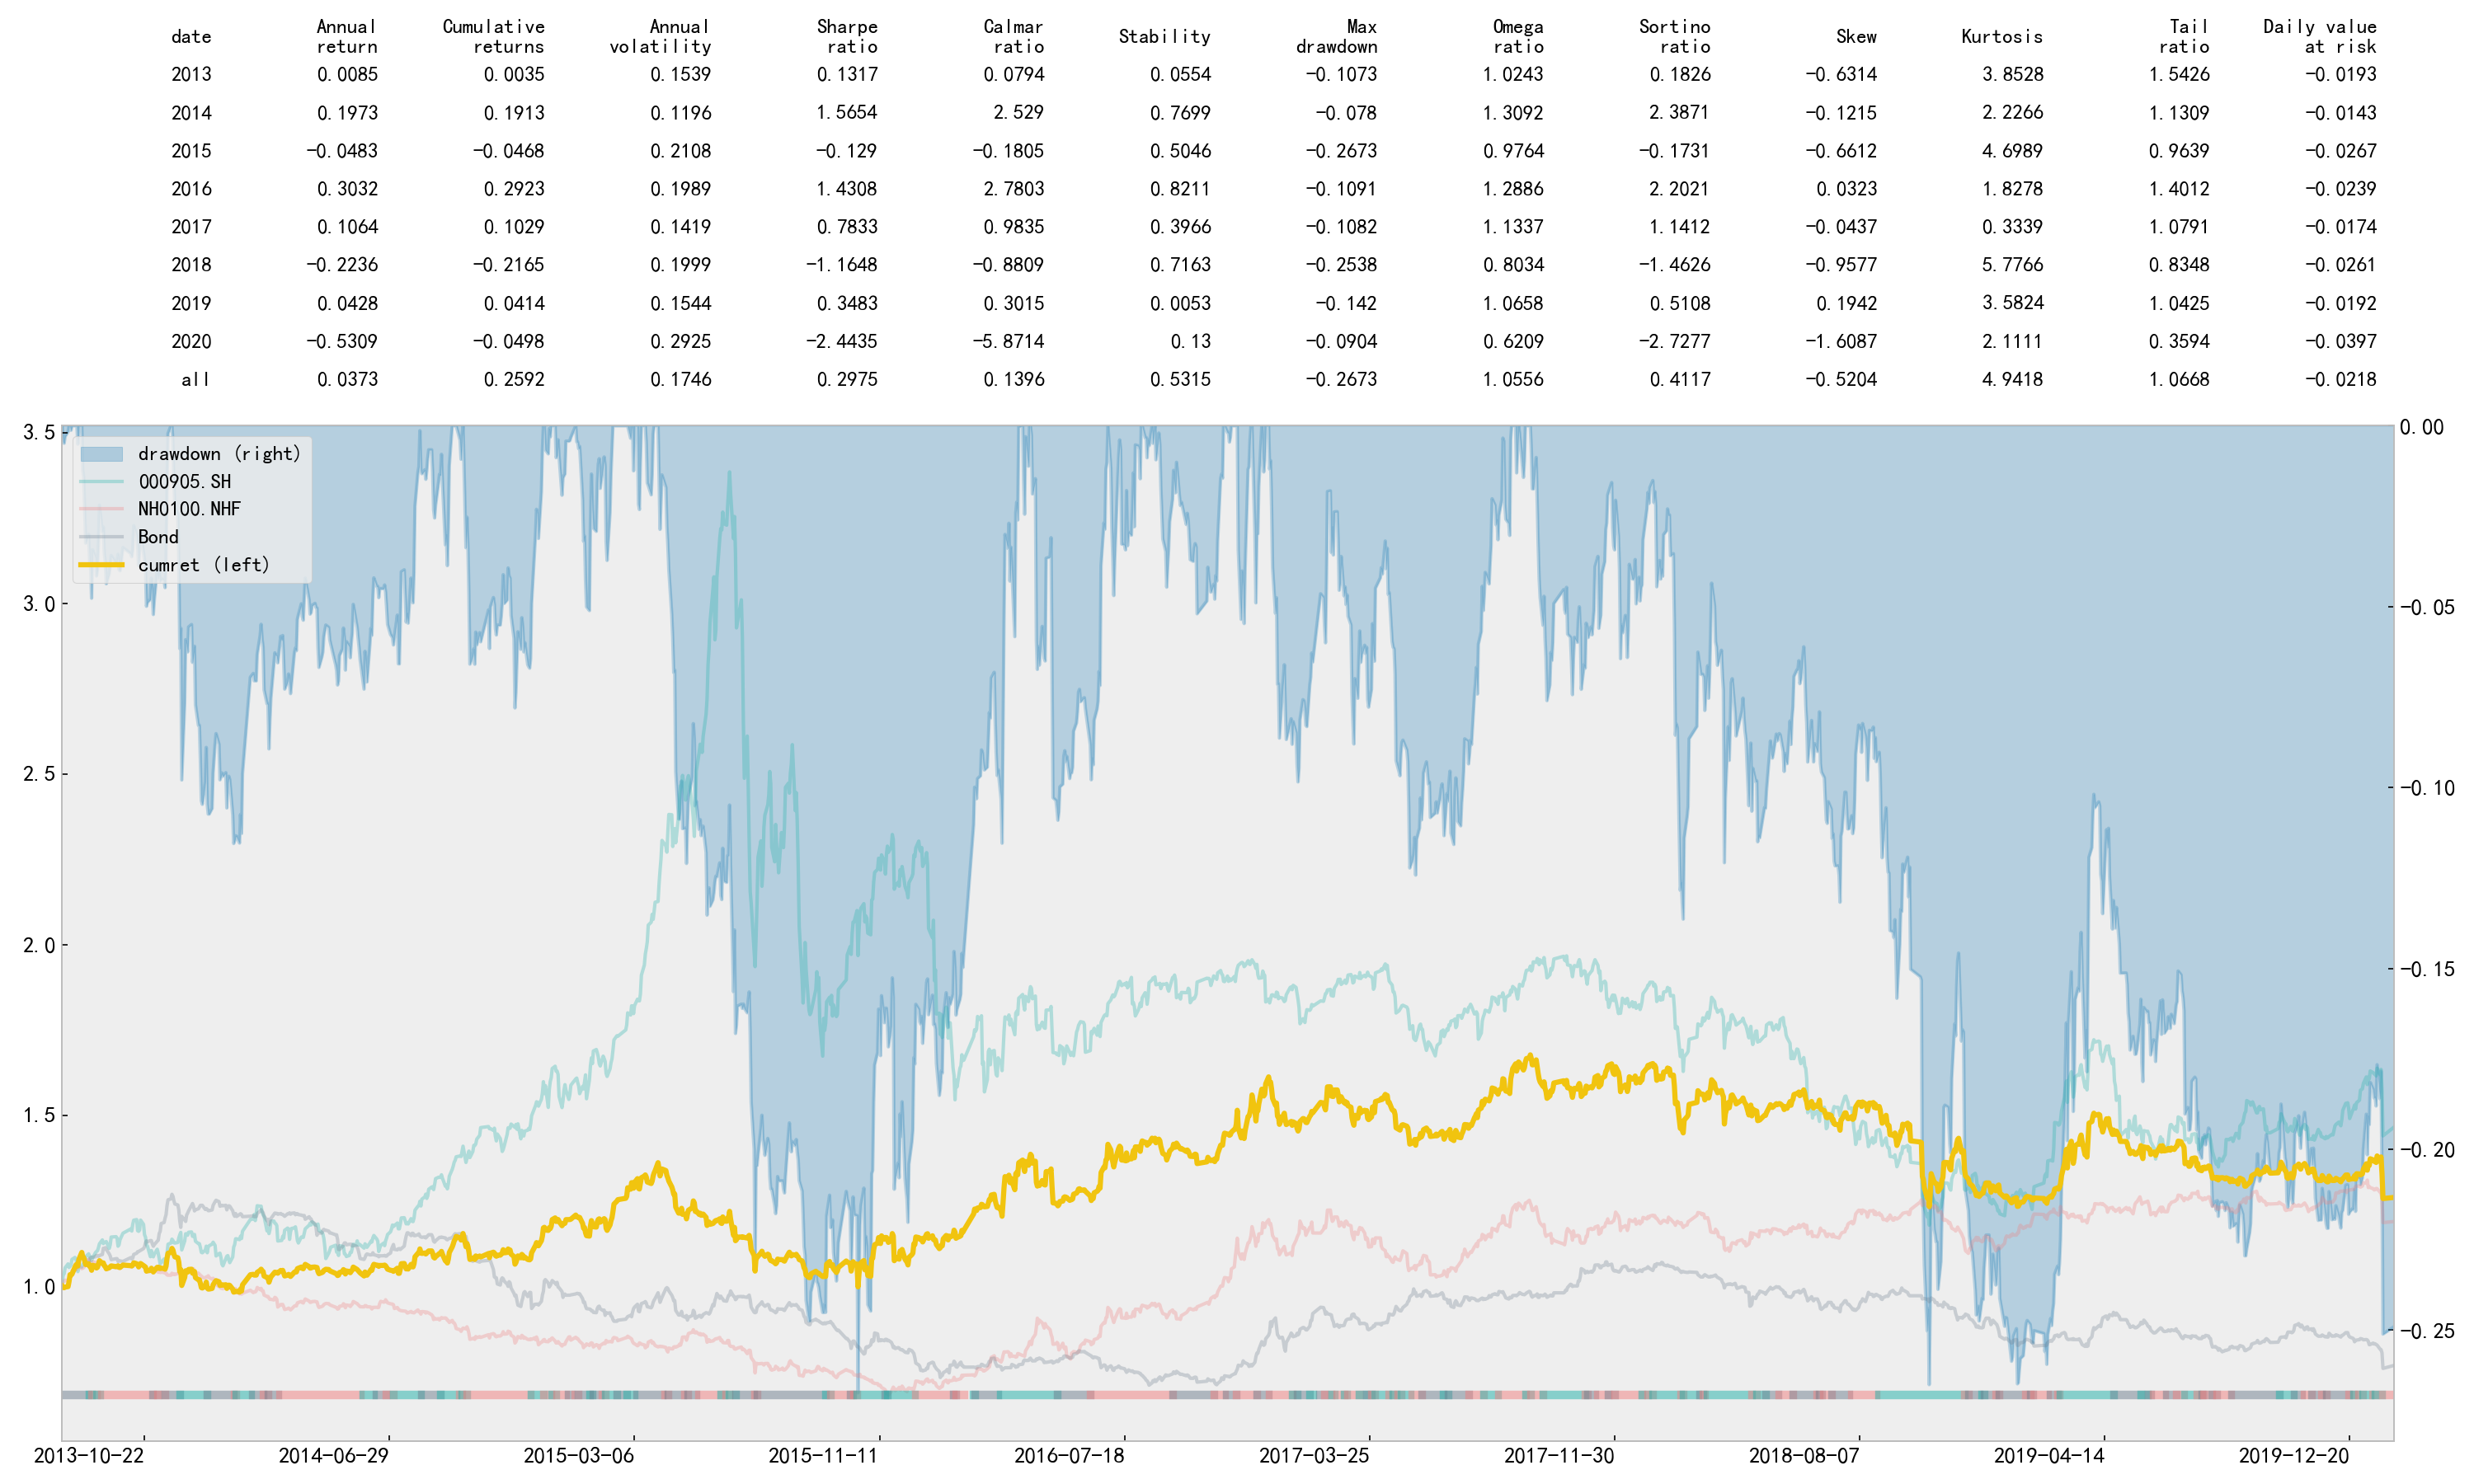 date Annual return Cumulative returns Annual volatility Sharpe ratio Calmar ratio Stability Max drawdown Omega ratio Sortino ratio Skew Kurtosis Tail ratio Daily value at risk
2013 0.0085 0.0035 0.1539 0.1317 0.0794 0.0554 −0.1073 1.0243 0.1826 −0.6314 3.8528 1.5426 −0.0193
2014 0.1973 0.1913 0.1196 1.5654 2.529 0.7699 −0.078 1.3092 2.3871 −0.1215 2.2266 1.1309 −0.0143
2015 −0.0483 −0.0468 0.2108 −0.129 −0.1805 0.5046 −0.2673 0.9764 −0.1731 −0.6612 4.6989 0.9639 −0.0267
2016 0.3032 0.2923 0.1989 1.4308 2.7803 0.8211 −0.1091 1.2886 2.2021 0.0323 1.8278 1.4012 −0.0239
2017 0.1064 0.1029 0.1419 0.7833 0.9835 0.3966 −0.1082 1.1337 1.1412 −0.0437 0.3339 1.0791 −0.0174
2018 −0.2236 −0.2165 0.1999 −1.1648 −0.8809 0.7163 −0.2538 0.8034 −1.4626 −0.9577 5.7766 0.8348 −0.0261
2019 0.0428 0.0414 0.1544 0.3483 0.3015 0.0053 −0.142 1.0658 0.5108 0.1942 3.5824 1.0425 −0.0192
2020 −0.5309 −0.0498 0.2925 −2.4435 −5.8714 0.13 −0.0904 0.6209 −2.7277 −1.6087 2.1111 0.3594 −0.0397
all 0.0373 0.2592 0.1746 0.2975 0.1396 0.5315 −0.2673 1.0556 0.4117 −0.5204 4.9418 1.0668 −0.0218
3.5
3.0
2.5
2.0
1.5
1.0
drawdown (right)
000905.SH
NH0100.NHF
Bond
cumret (left)
0.00
−0.05
−0.10
−0.15
−0.20
−0.25
2013−10−22 2014−06−29 2015−03−06 2015−11−11 2016−07−18 2017−03−25 2017−11−30 2018−08−07 2019−04−14 2019−12−20